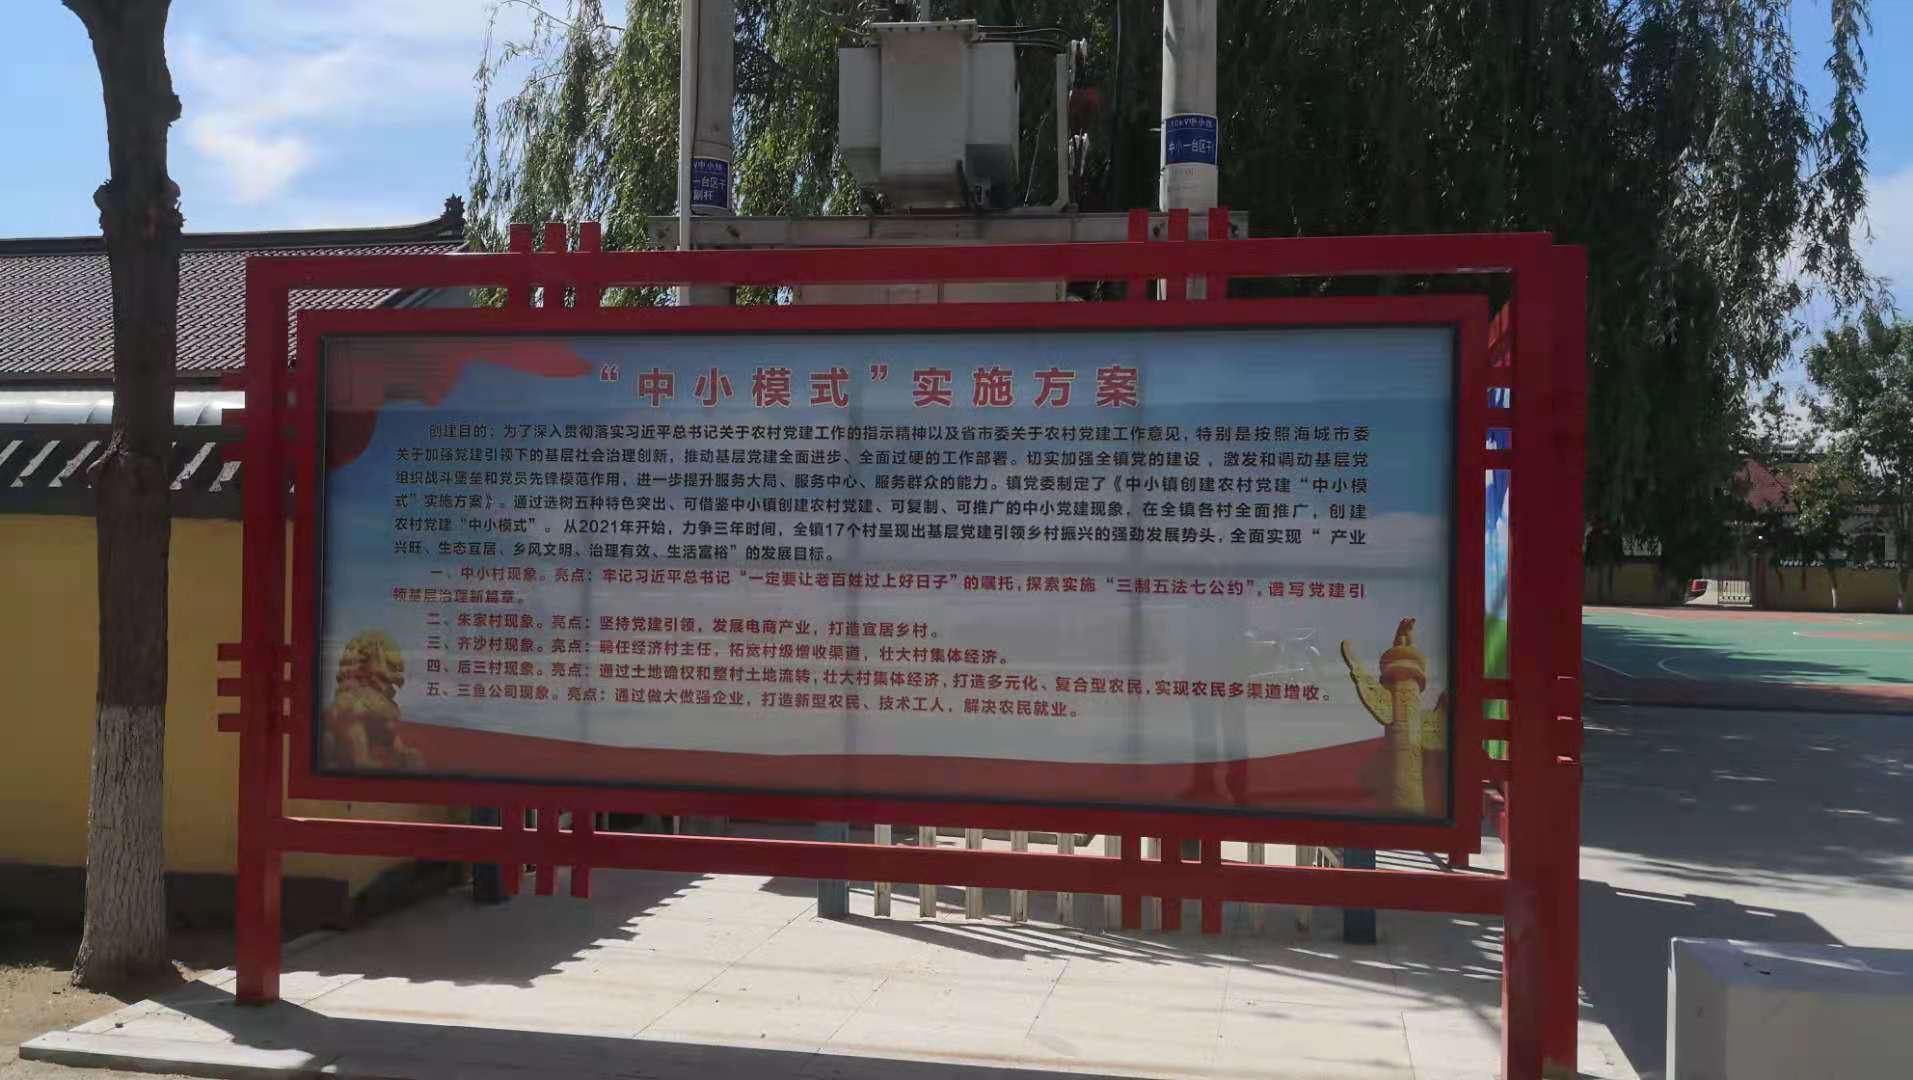 V中小线
一台区干
副杆
10kV中小线
中小一台区干
“中小模式”实施方案
创建目的：为了深入贯彻落实习近平总书记关于农村党建工作的指示精神以及省市委关于农村党建工作意见，特别是按照海城市委
关于加强党建引领下的基层社会治理创新，推动基层党建全面进步、全面过硬的工作部署。切实加强全镇党的建设，激发和调动基层党
组织战斗堡垒和党员先锋模范作用，进一步提升服务大局、服务中心、服务群众的能力。镇党委制定了《中小镇创建农村党建“中小模
式”实施方案》。通过选树五种特色突出、可借鉴中小镇创建农村党建、可复制、可推广的中小党建现象，在全镇各村全面推广，创建
农村党建“中小模式”。从2021年开始，力争三年时间，全镇17个村呈现出基层党建引领乡村振兴的强劲发展势头，全面实现“产业
兴旺、生态宜居、乡风文明、治理有效、生活富裕”的发展目标。
一、中小村现象。亮点：牢记习近平总书记“一定要让老百姓过上好日子”的嘱托，探索实施“三制五法七公约”，谱写党建引
领基层治理新篇章。
二、朱家村现象。亮点：坚持党建引领，发展电商产业，打造宜居乡村。
三、齐沙村现象。亮点：聘任经济村主任，拓宽村级增收渠道，壮大村集体经济。
四、后三村现象。亮点：通过土地确权和整村土地流转，壮大村集体经济，打造多元化、复合型农民，实现农民多渠道增收。
五、三鱼公司现象。亮点：通过做大做强企业，打造新型农民、技术工人，解决农民就业。